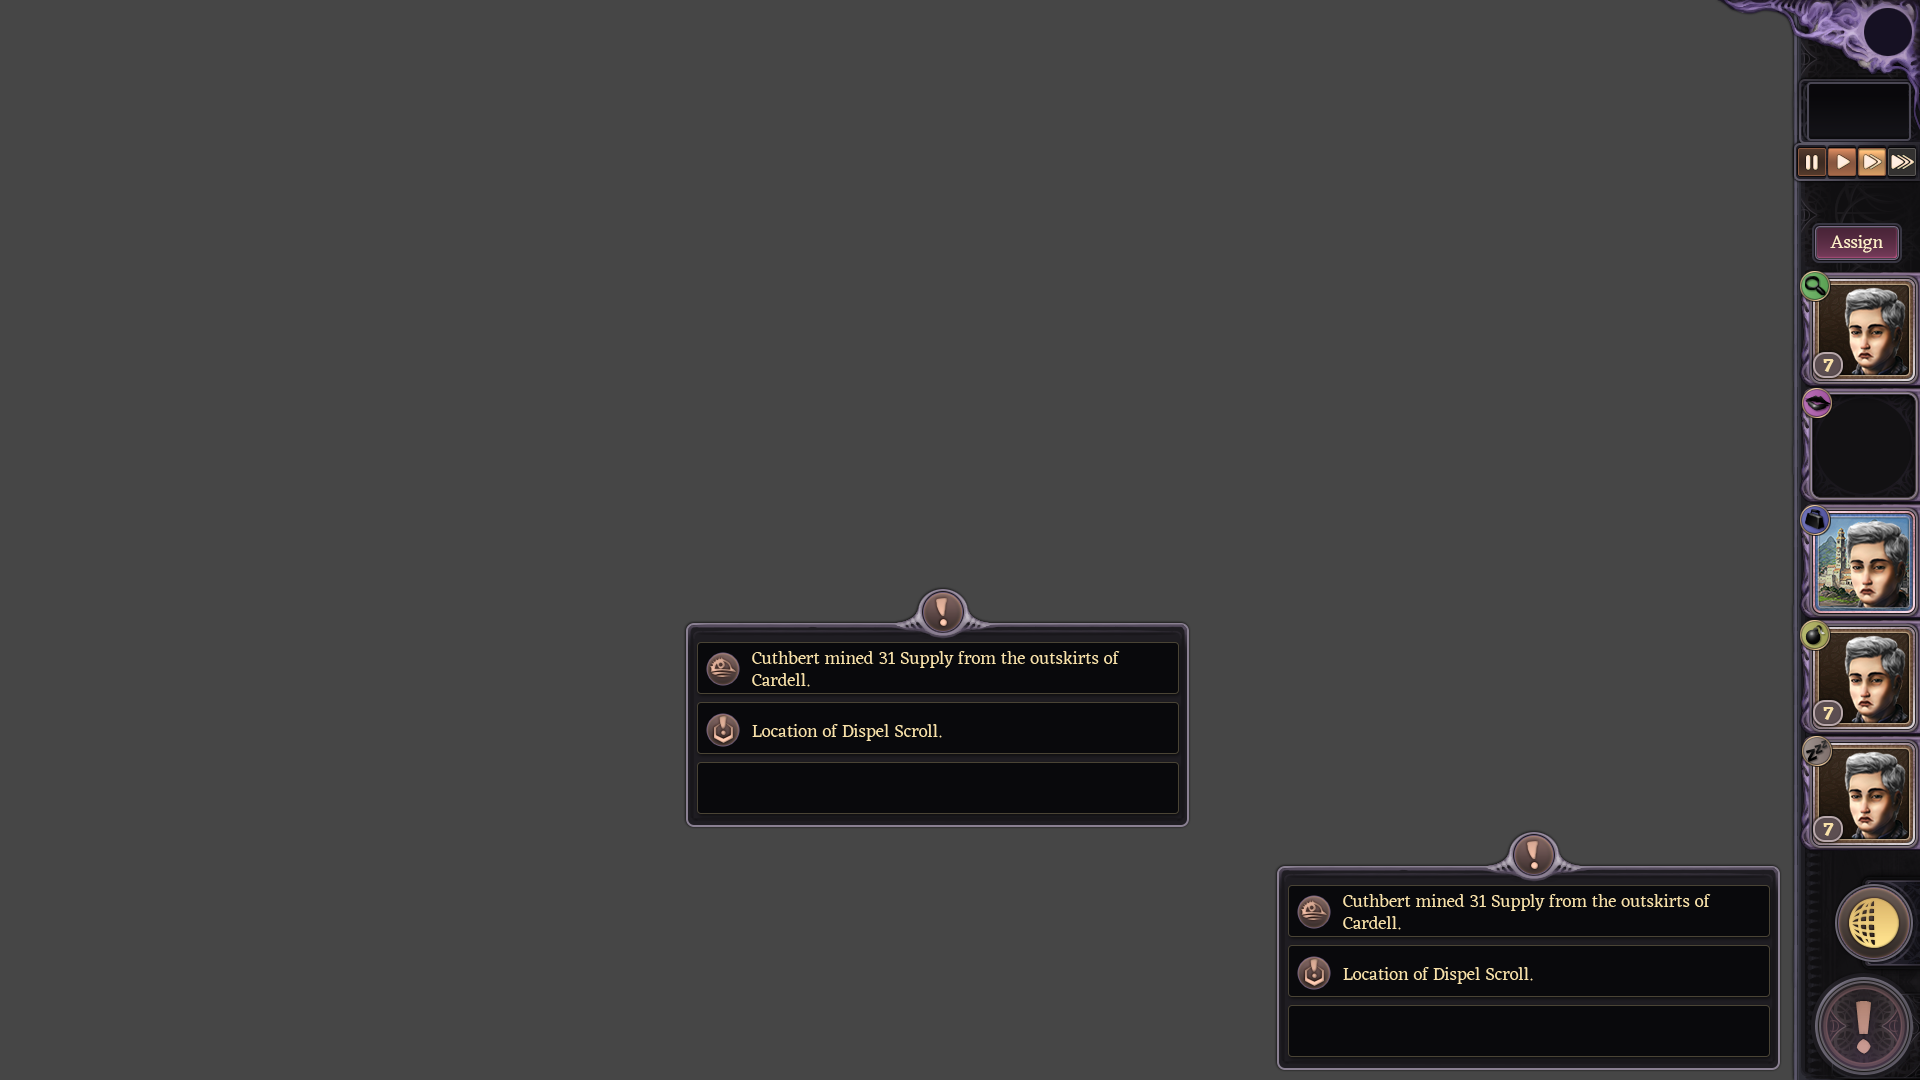 Assign
7
Cuthbert mined 31 Supply from the outskirts of
Cardell.
Location of Dispel Scroll.
7
7
Cuthbert mined 31 Supply from the outskirts of
Cardell.
Location of Dispel Scroll.